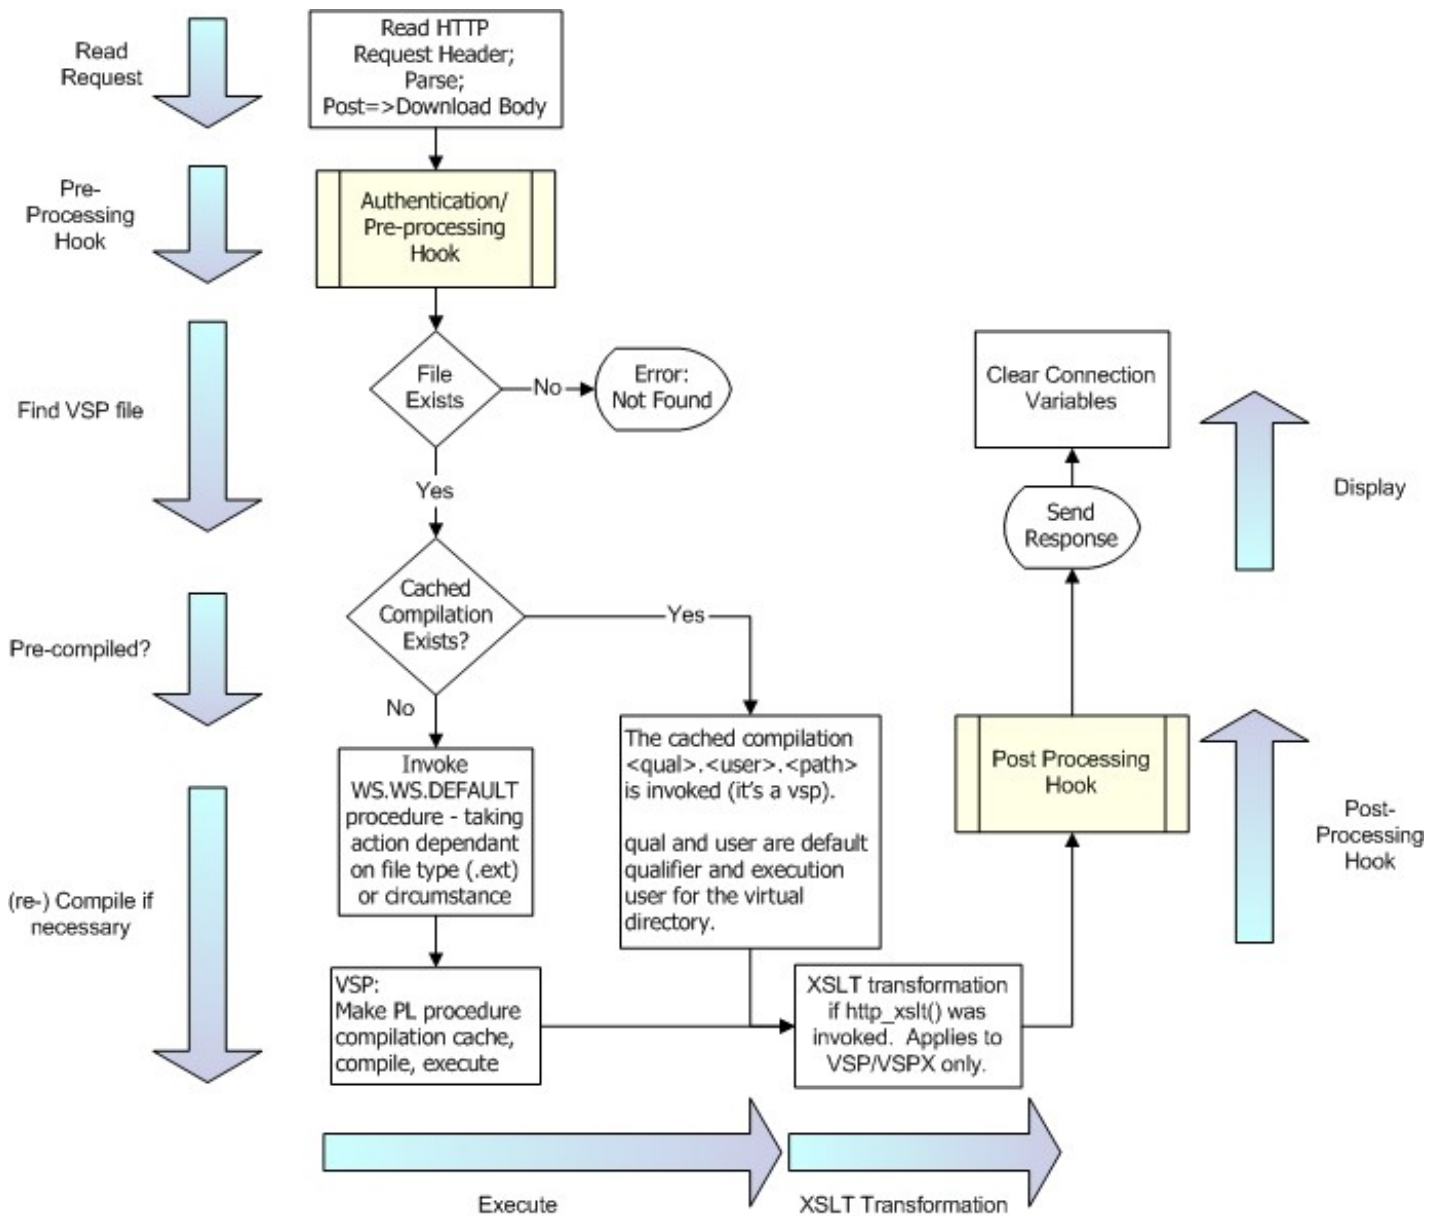 Read
Request
Read HTTP
Request Header;
Parse;
Post=>Download Body
Pre-
Processing
Hook
Authentication/
Pre-processing
Hook
Find VSP file
File
Exists
No
Error:
Not Found
Yes
Clear Connection
Variables
Send
Response
Display
Pre-compiled?
Cached
Compilation
Exists?
Yes
No
(re-) Compile if
necessary
Invoke
WS.WS.DEFAULT
procedure - taking
action dependant
on file type (.ext)
or circumstance
The cached compilation
<qual>.<user>.<path>
is invoked (it's a vsp).
qual and user are default
qualifier and execution
user for the virtual
directory.
Post Processing
Hook
Post-
Processing
Hook
VSP:
Make PL procedure
compilation cache,
compile, execute
XSLT transformation
if http_xslt() was
invoked. Applies to
VSP/VSPX only.
Execute
XSLT Transformation